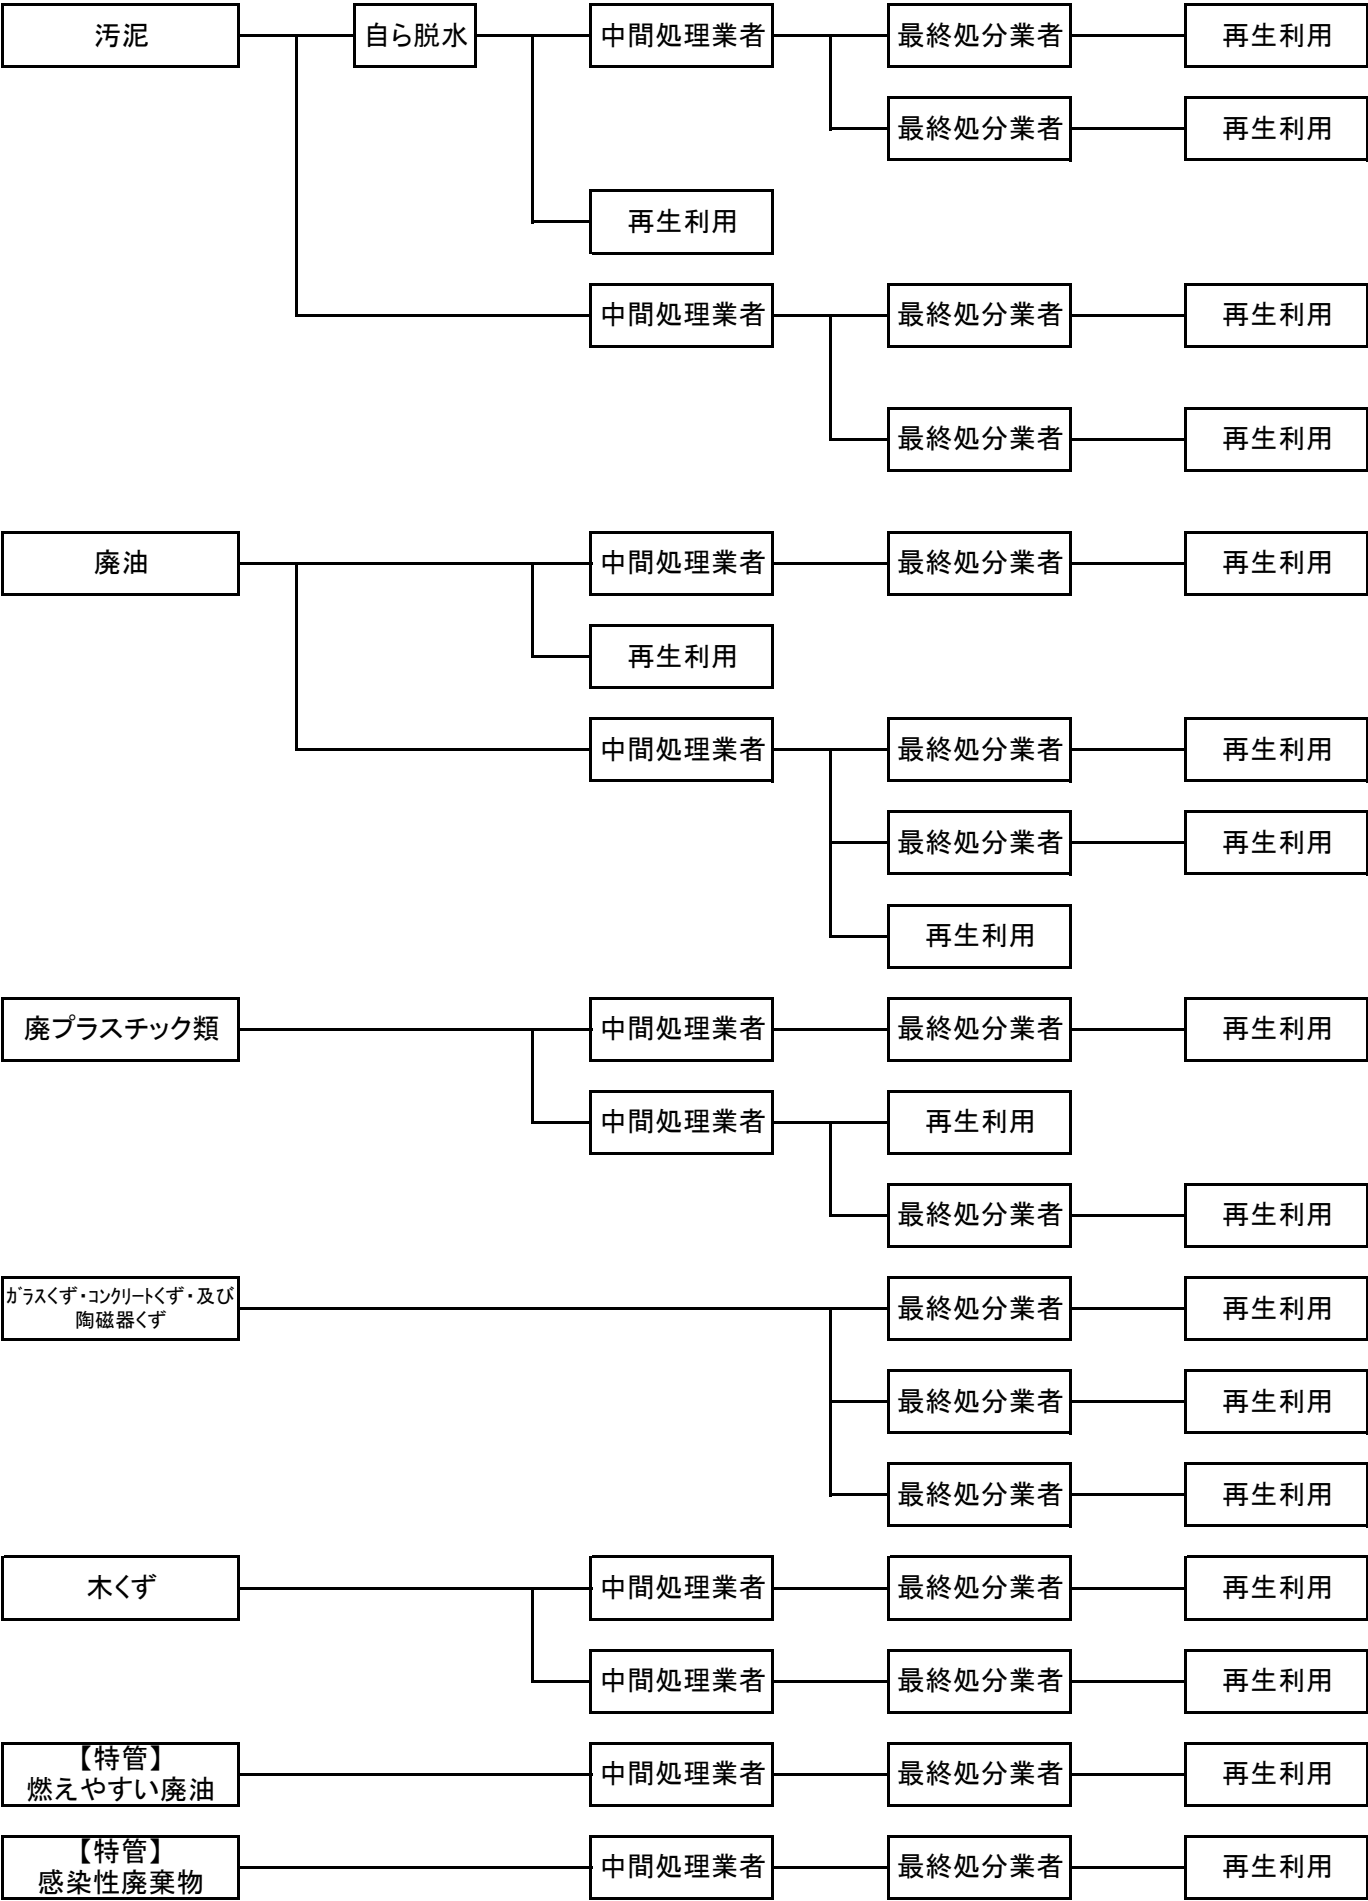 汚泥
自ら脱水
中間処理業者
最終処分業者
再生利用
最終処分業者
再生利用
再生利用
中間処理業者
最終処分業者
再生利用
最終処分業者
再生利用
廃油
中間処理業者
最終処分業者
再生利用
再生利用
中間処理業者
最終処分業者
再生利用
最終処分業者
再生利用
再生利用
廃プラスチック類
中間処理業者
最終処分業者
再生利用
中間処理業者
再生利用
最終処分業者
再生利用
ｶﾞﾗｽくず・ｺﾝｸﾘｰﾄくず・及び
陶磁器くず
最終処分業者
再生利用
最終処分業者
再生利用
最終処分業者
再生利用
木くず
中間処理業者
最終処分業者
再生利用
中間処理業者
最終処分業者
再生利用
【特管】
燃えやすい廃油
中間処理業者
最終処分業者
再生利用
【特管】
感染性廃棄物
中間処理業者
最終処分業者
再生利用